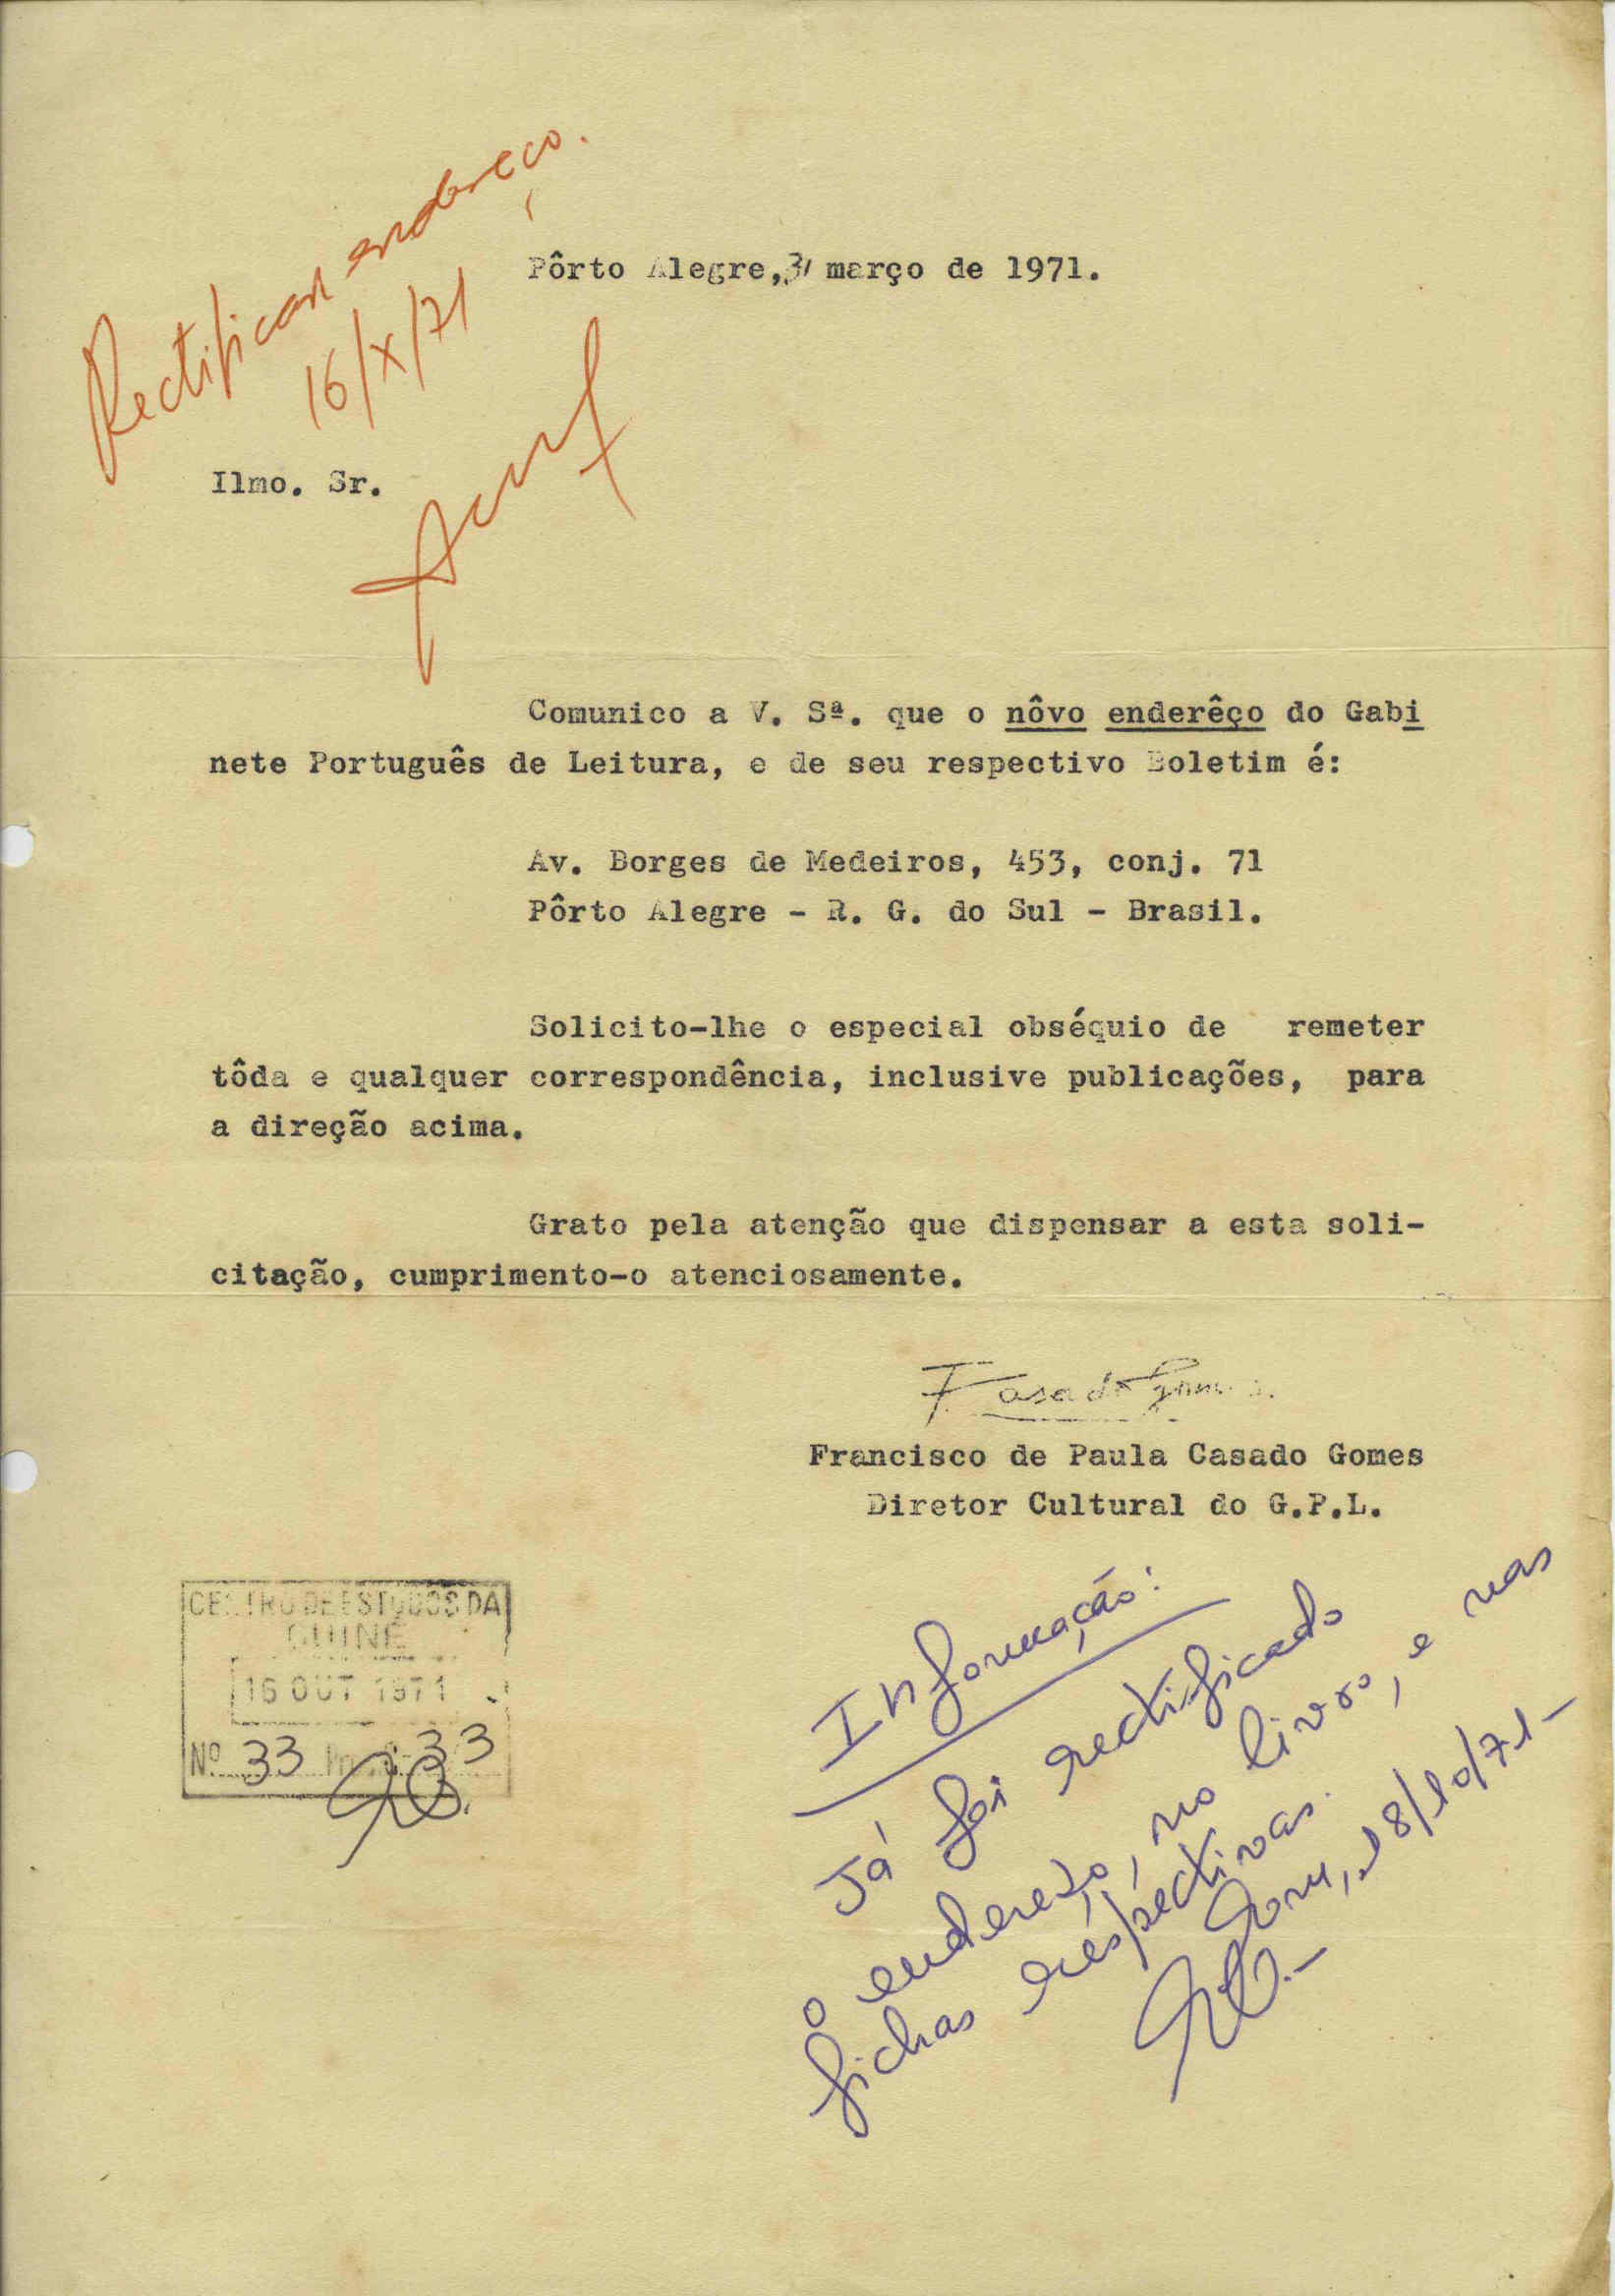 Rectificar endereço.
16/X/71
Pôrto Alegre, 31 março de 1971.
Ilmo. Sr.
Comunico a V. Sª. que o nôvo enderêço do Gabi
nete Português de Leitura, e de seu respectivo Boletim é:
Av. Borges de Medeiros, 453, conj. 71
Pôrto Alegre - R. G. do Sul - Brasil.
Solicito-lhe o especial obséquio de remeter
tôda e qualquer correspondência, inclusive publicações, para
a direção acima.
Grato pela atenção que dispensar a esta soli-
citação, cumprimento-o atenciosamente.
F. Casado Gomes.
Francisco de Paula Casado Gomes
Diretor Cultural do G.P.L.
CENTRO DE ESTUDOS DA
GUINÉ
16 OUT 1971
Nº 33 33
Informação:
Já foi rectificado
o endereço, no livro, e nas
fichas respectivas.
18/10/71-